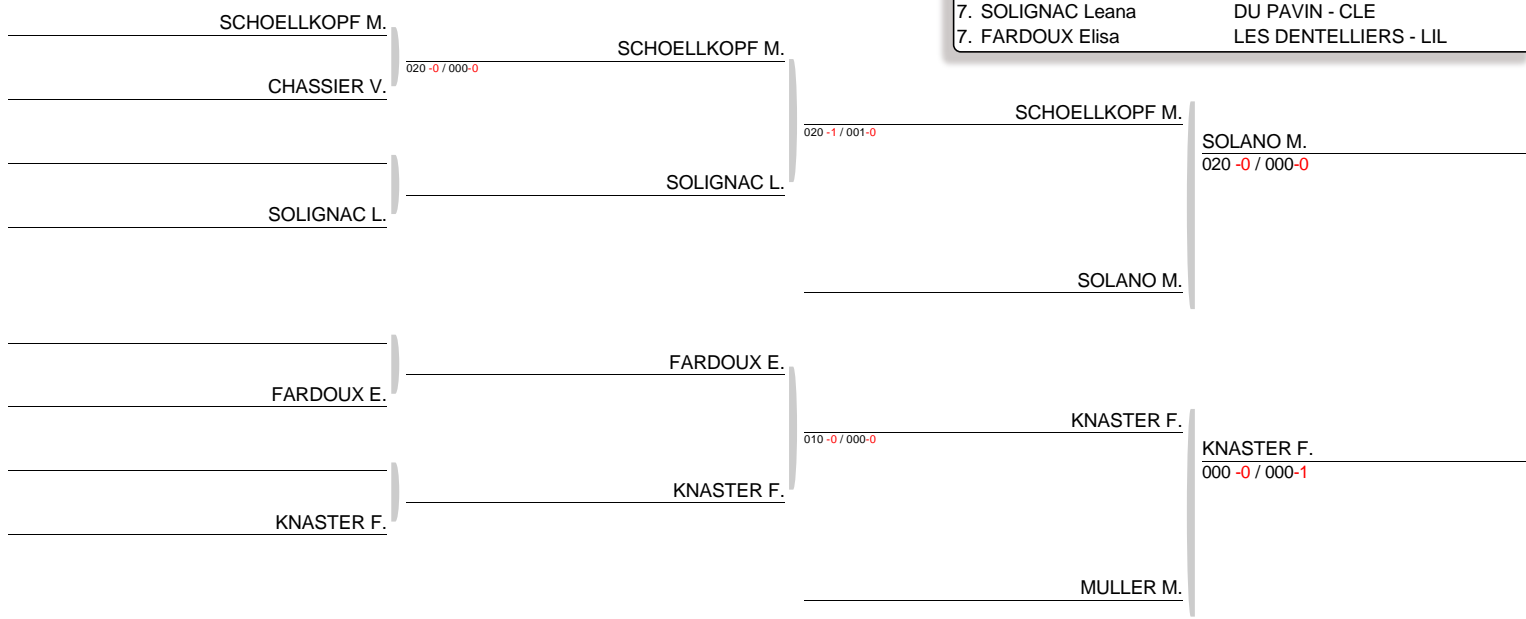 7. SOLIGNAC Leana DU PAVIN - CLE
7. FARDOUX Elisa LES DENTELLIERS - LIL
SCHOELLKOPF M.
CHASSIER V.
SOLIGNAC L.
FARDOUX E.
KNASTER F.
SCHOELLKOPF M.
020 -0 / 000-0
SOLIGNAC L.
FARDOUX E.
KNASTER F.
SCHOELLKOPF M.
020 -1 / 001-0
SOLANO M.
KNASTER F.
010 -0 / 000-0
MULLER M.
SOLANO M.
020 -0 / 000-0
KNASTER F.
000 -0 / 000-1